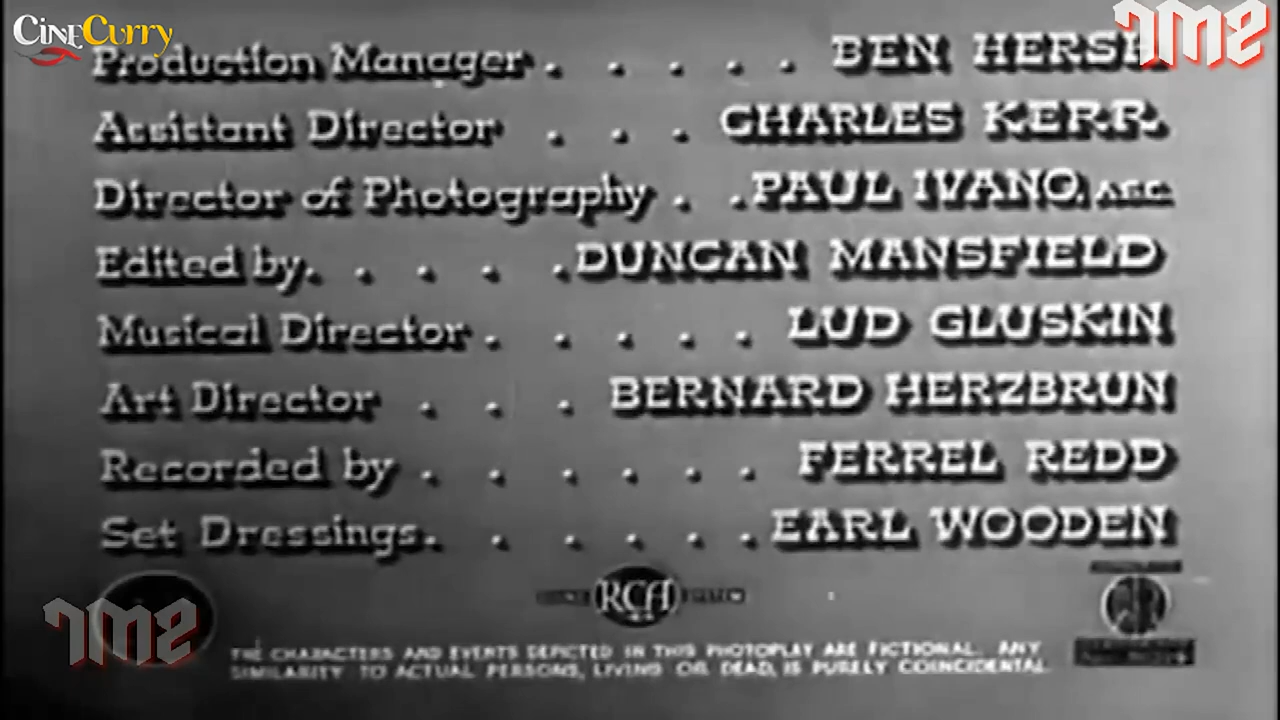 CINECURRY
Production Manager . . . . . BEN HERSH
Assistant Director . . . CHARLES KERR.
Director of Photography . . PAUL IVANO, A.S.C.
Edited by. . . . . DUNGAN MANSFIELD
Musical Director . . . . . LUD GLUSKIN
Art Director . . . BERNARD HERZBRUN
Recorded by . . . . . . FERREL REDD
Set Dressings. . . . . . EARL WOODEN
RCA
THE CHARACTERS AND EVENTS DEPICTED IN THIS PHOTOPLAY ARE FICTIONAL. ANY
SIMILARITY TO ACTUAL PERSONS, LIVING OR DEAD, IS PURELY COINCIDENTAL.